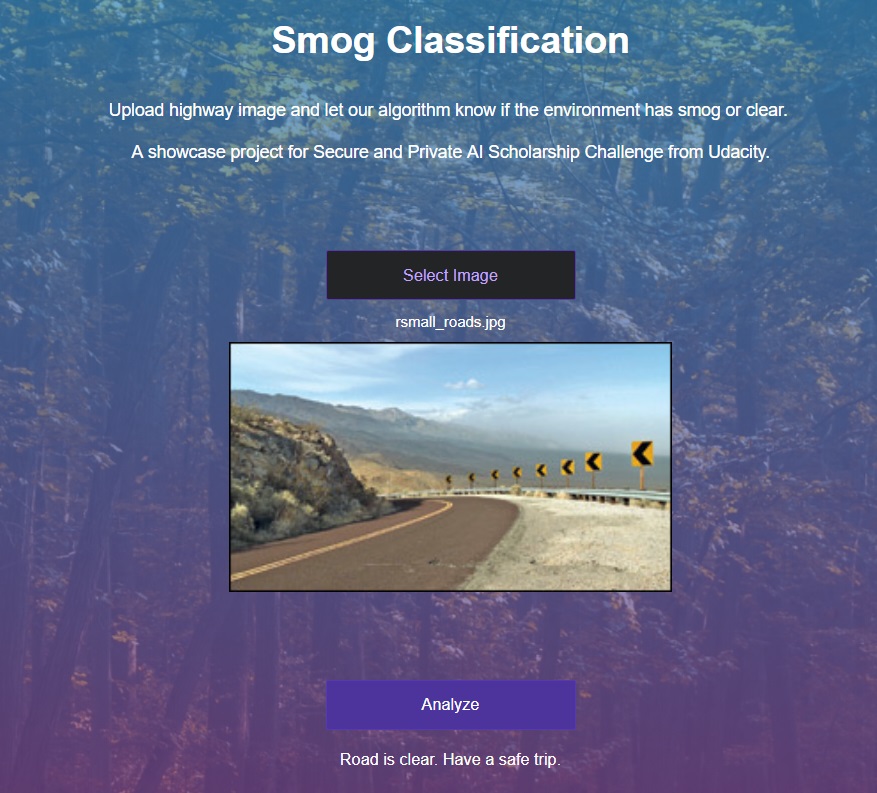 Smog Classification
Upload highway image and let our algorithm know if the environment has smog or clear.
A showcase project for Secure and Private AI Scholarship Challenge from Udacity.
Select Image
rsmall_roads.jpg
Analyze
Road is clear. Have a safe trip.